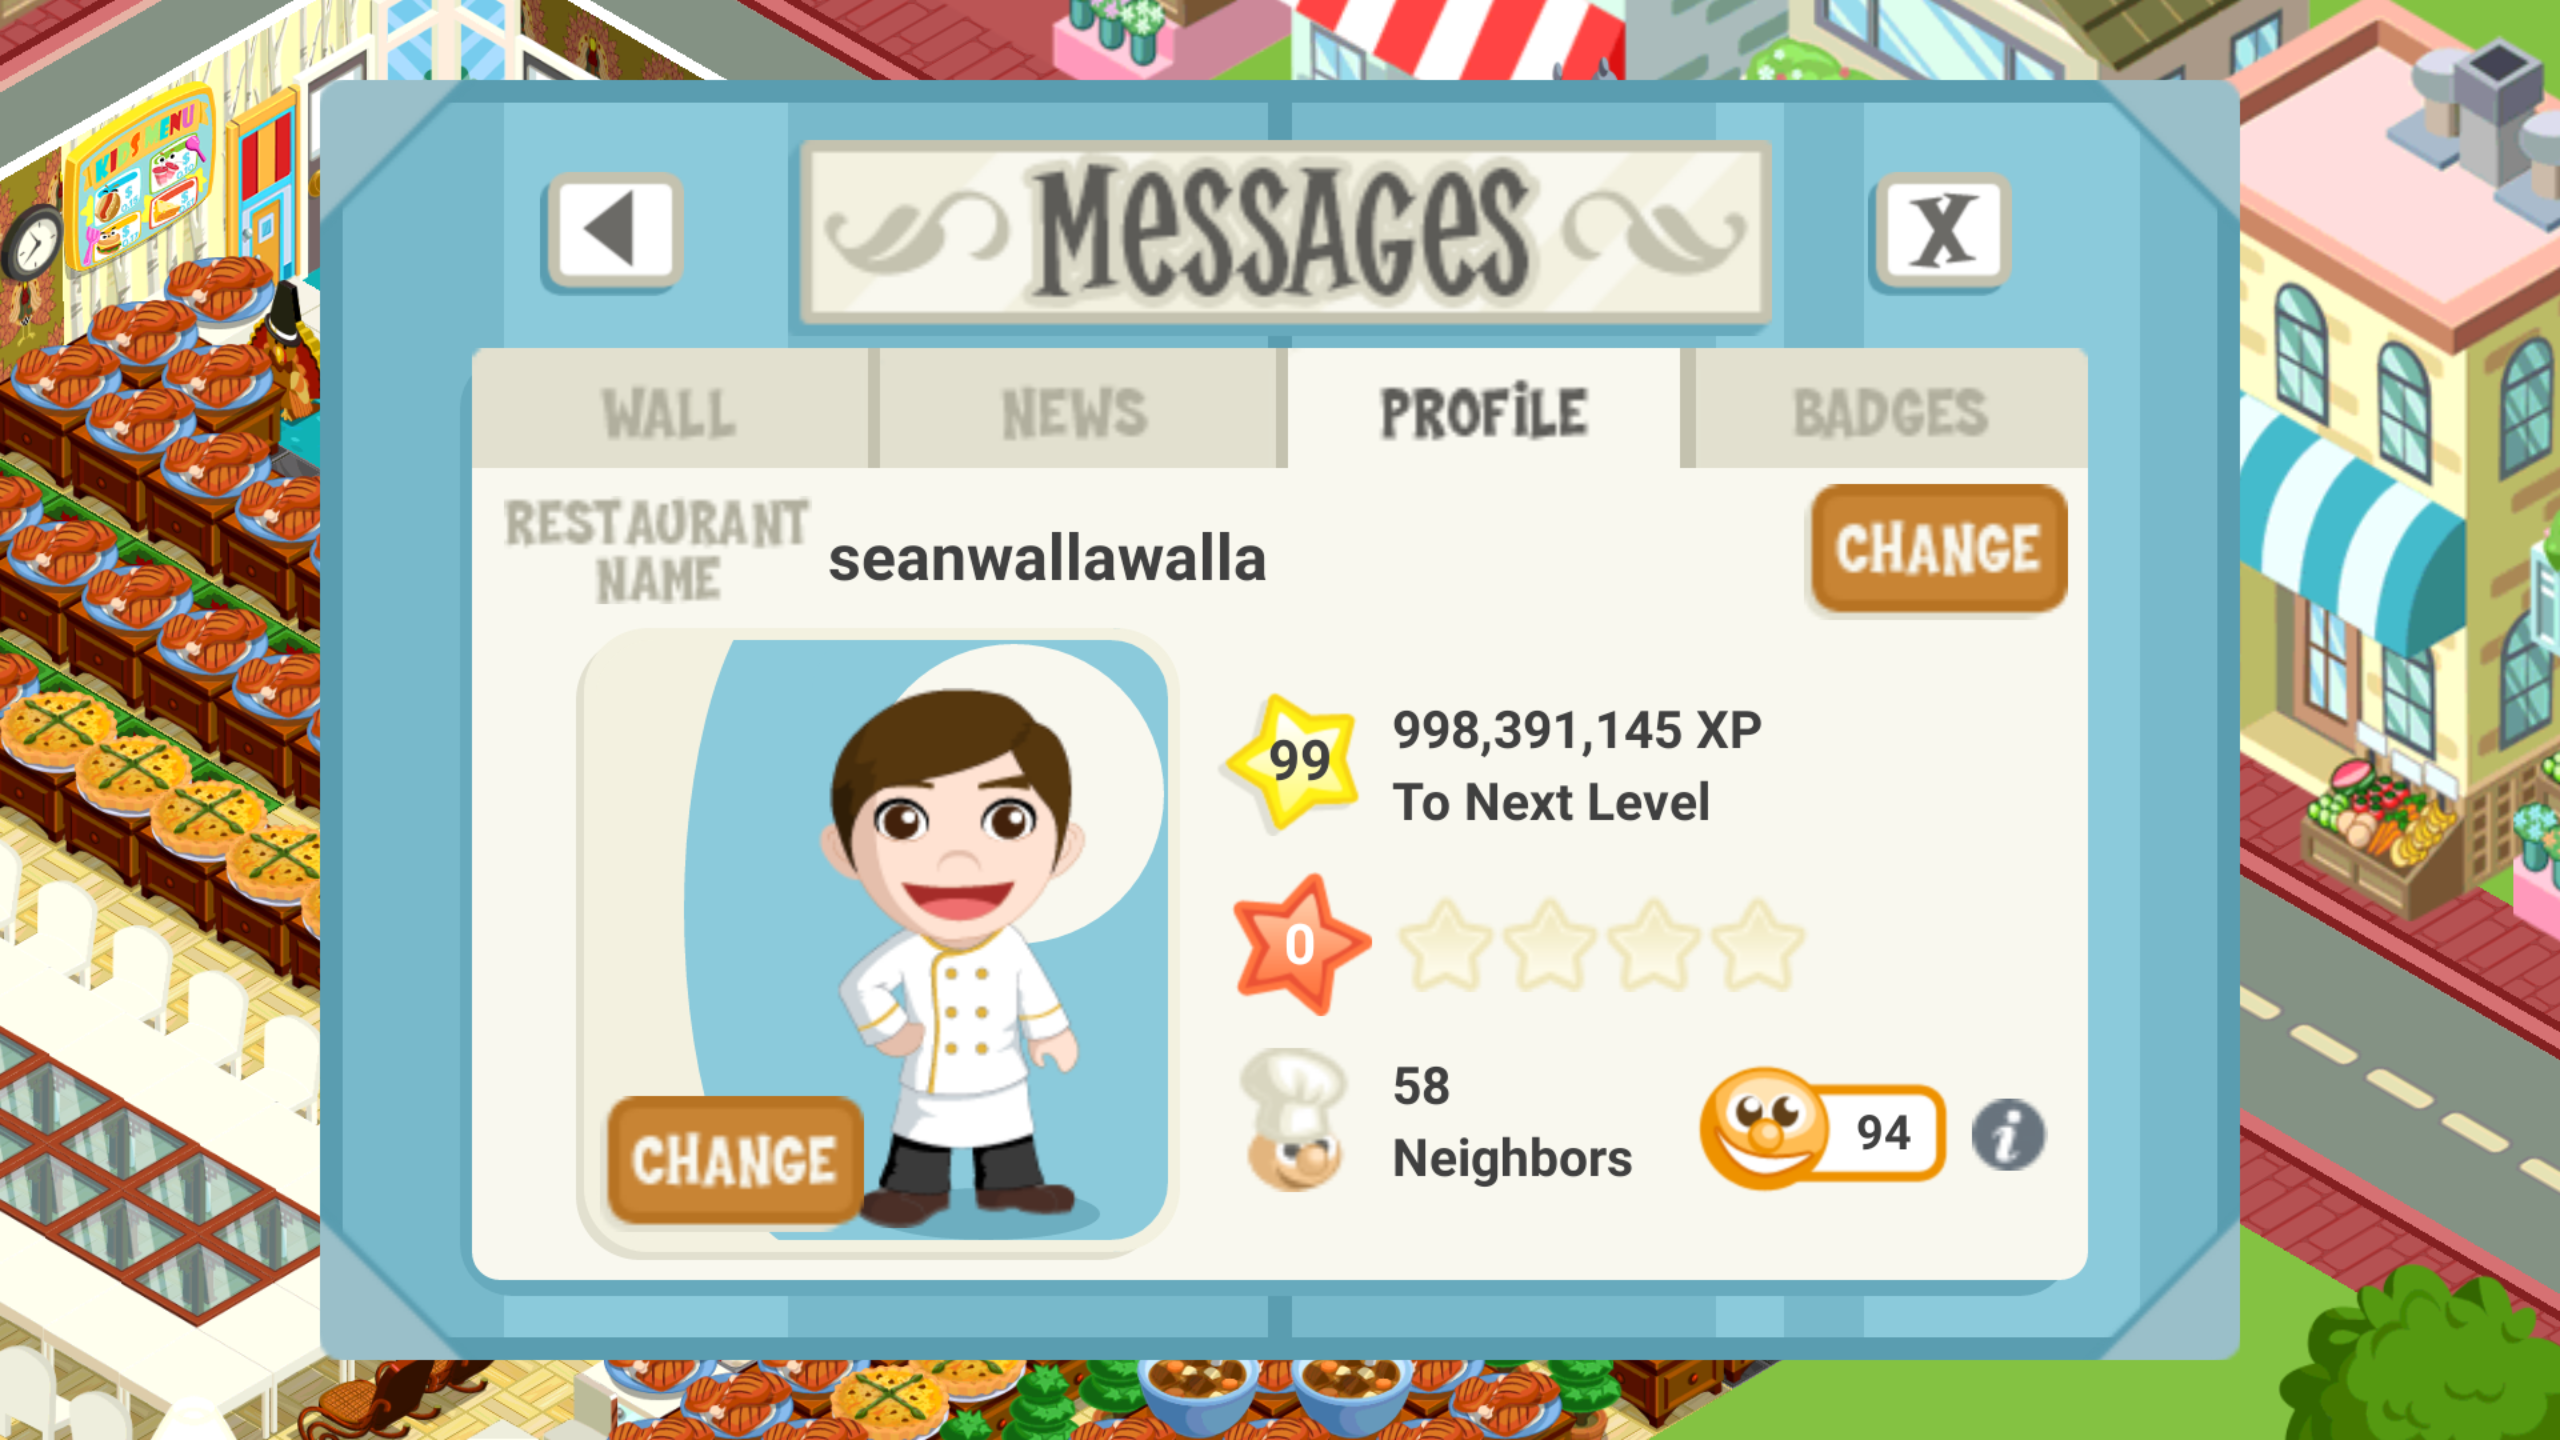 KIDS MENU
MESSAGES
X
WALL
NEWS
PROFILE
BADGES
RESTAURANT
NAME
seanwallawalla
CHANGE
99
998,391,145 XP
To Next Level
0
58
Neighbors
94
i
CHANGE